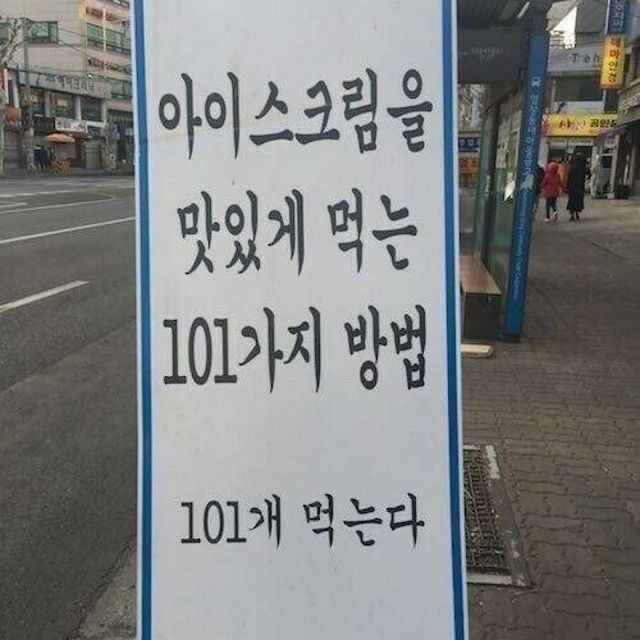 아이스크림을
맛있게 먹는
101가지 방법
101개 먹는다